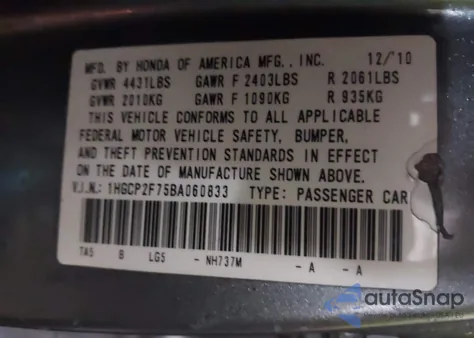 MFD. BY HONDA OF AMERICA MFG., INC. 12/10
GVWR 4431LBS GAWR F 2403LBS R 2061LBS
GVWR 2010KG GAWR F 1090KG R 935KG
THIS VEHICLE CONFORMS TO ALL APPLICABLE
FEDERAL MOTOR VEHICLE SAFETY, BUMPER,
AND THEFT PREVENTION STANDARDS IN EFFECT
ON THE DATE OF MANUFACTURE SHOWN ABOVE.
V.I.N.: 1HGCP2F75BA060833 TYPE: PASSENGER CAR
TA5 B LG5 - NH737M - A - A
autaSnap